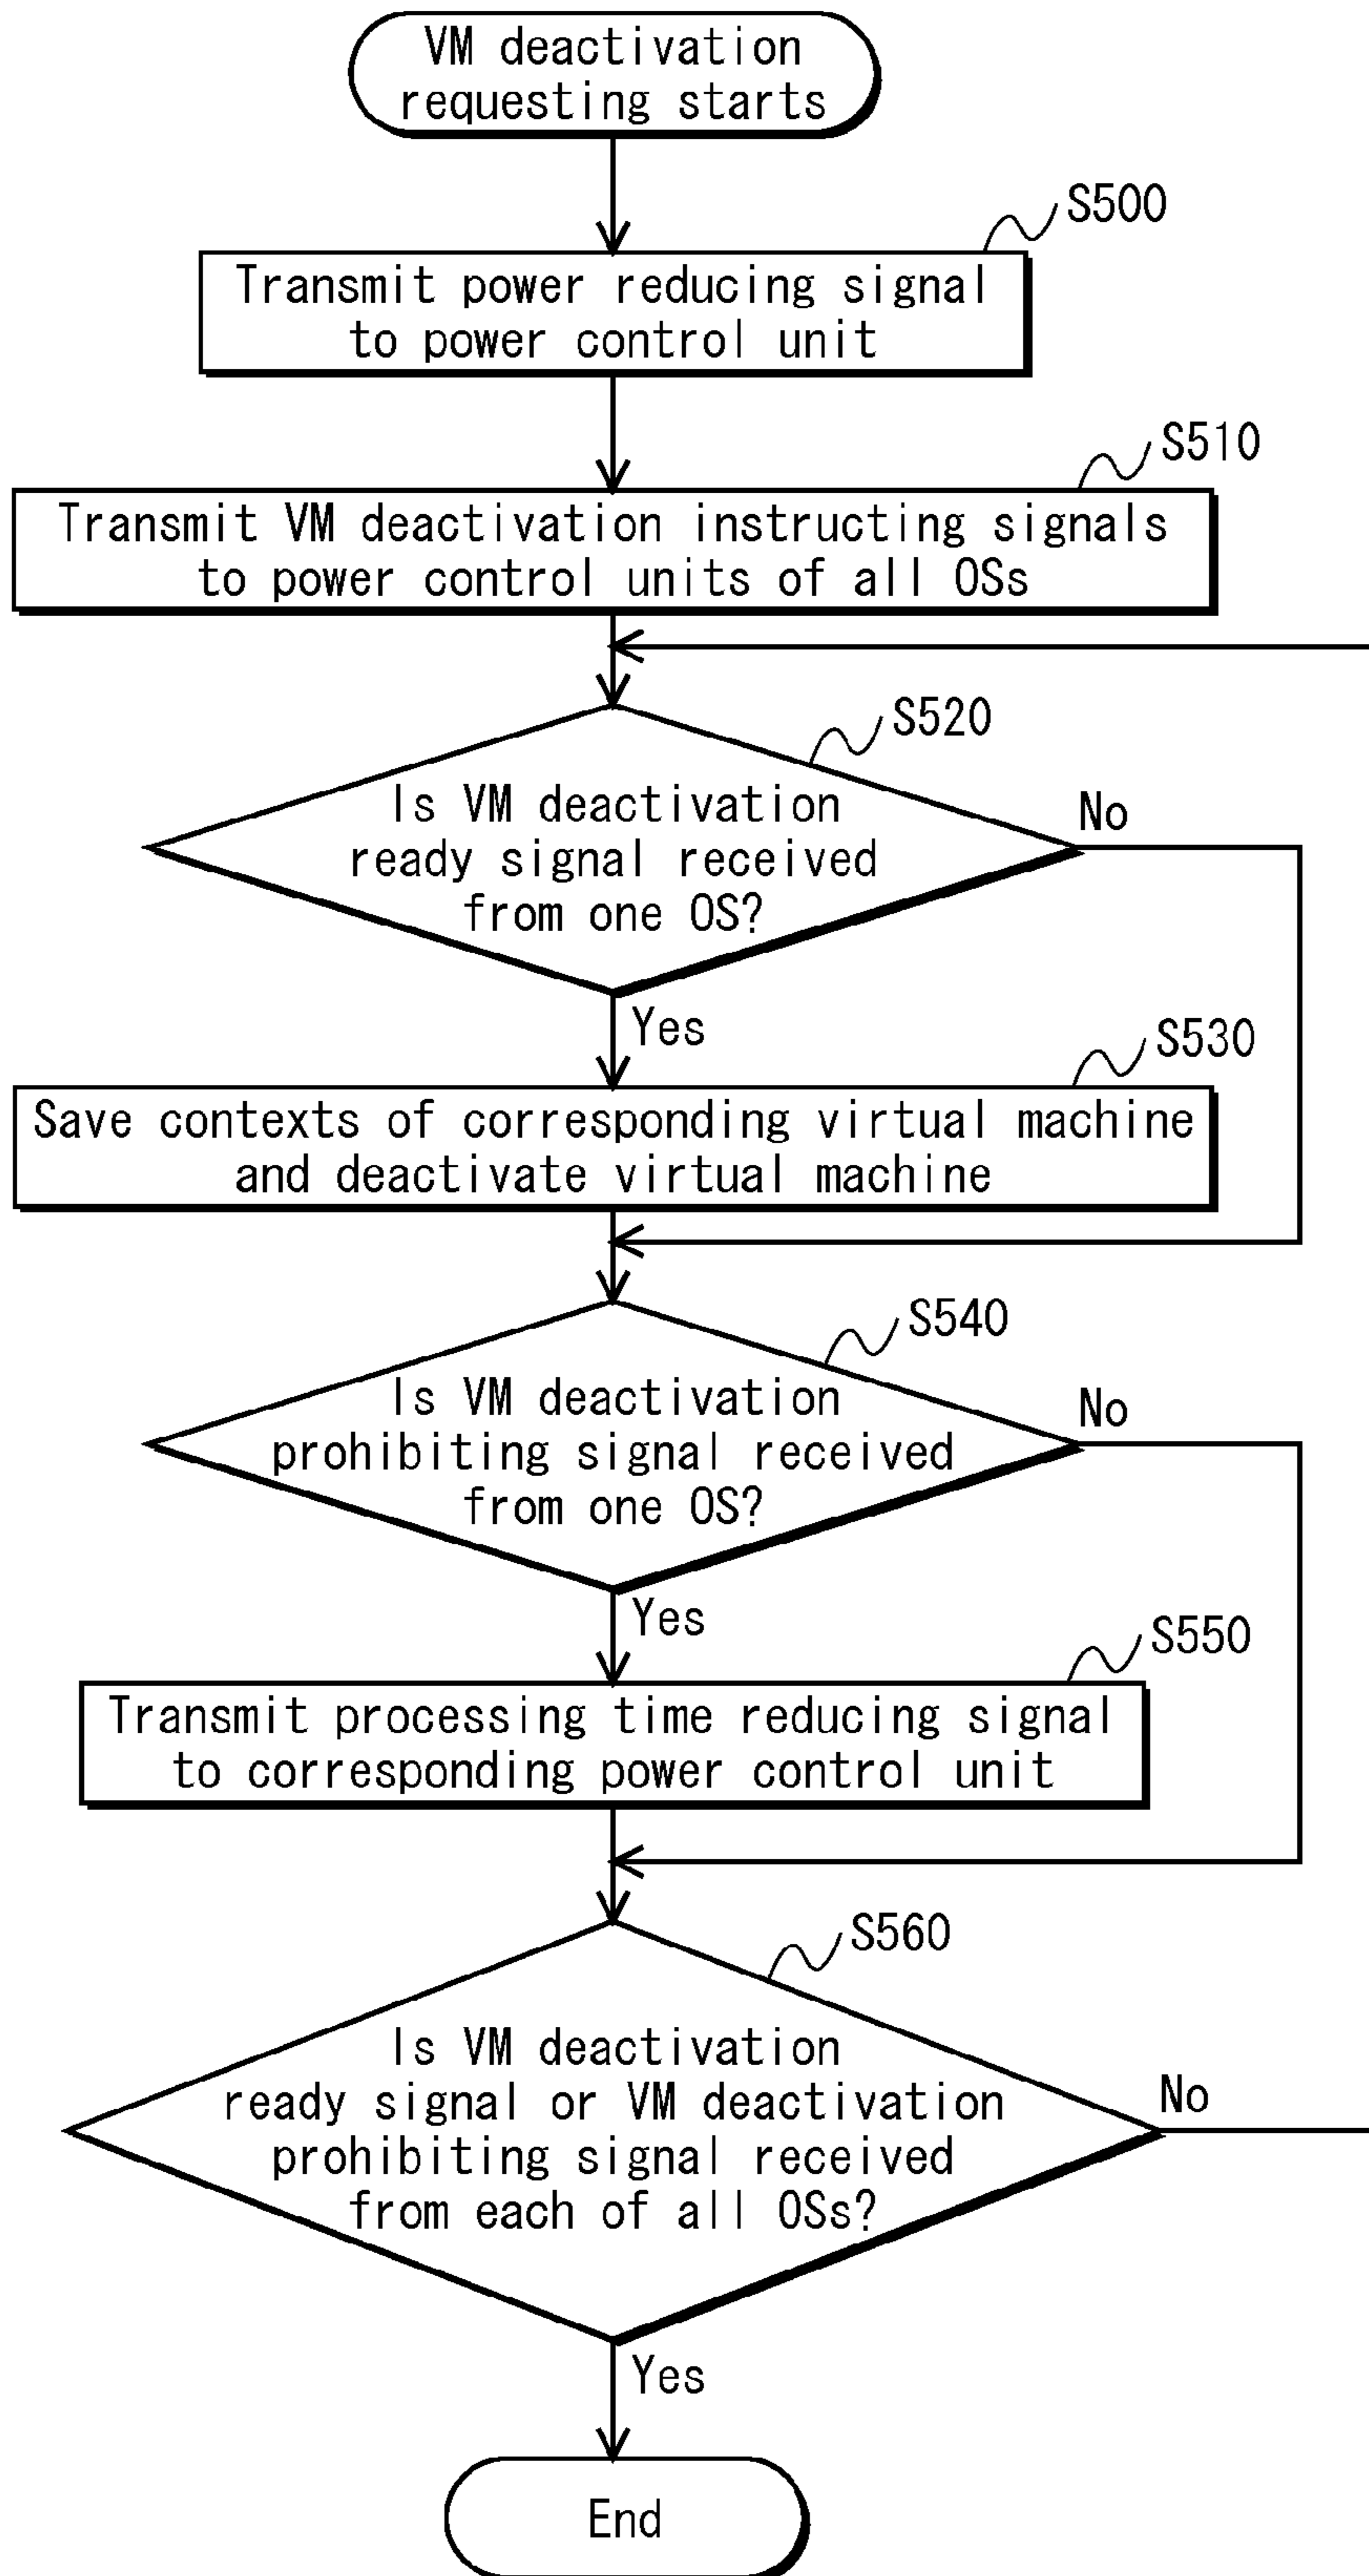 VM deactivation
requesting starts
S500
Transmit power reducing signal
to power control unit
S510
Transmit VM deactivation instructing signals
to power control units of all OSs
S520
Is VM deactivation
ready signal received
from one OS?
No
Yes
S530
Save contexts of corresponding virtual machine
and deactivate virtual machine
S540
Is VM deactivation
prohibiting signal received
from one OS?
No
Yes
S550
Transmit processing time reducing signal
to corresponding power control unit
S560
Is VM deactivation
ready signal or VM deactivation
prohibiting signal received
from each of all OSs?
No
Yes
End